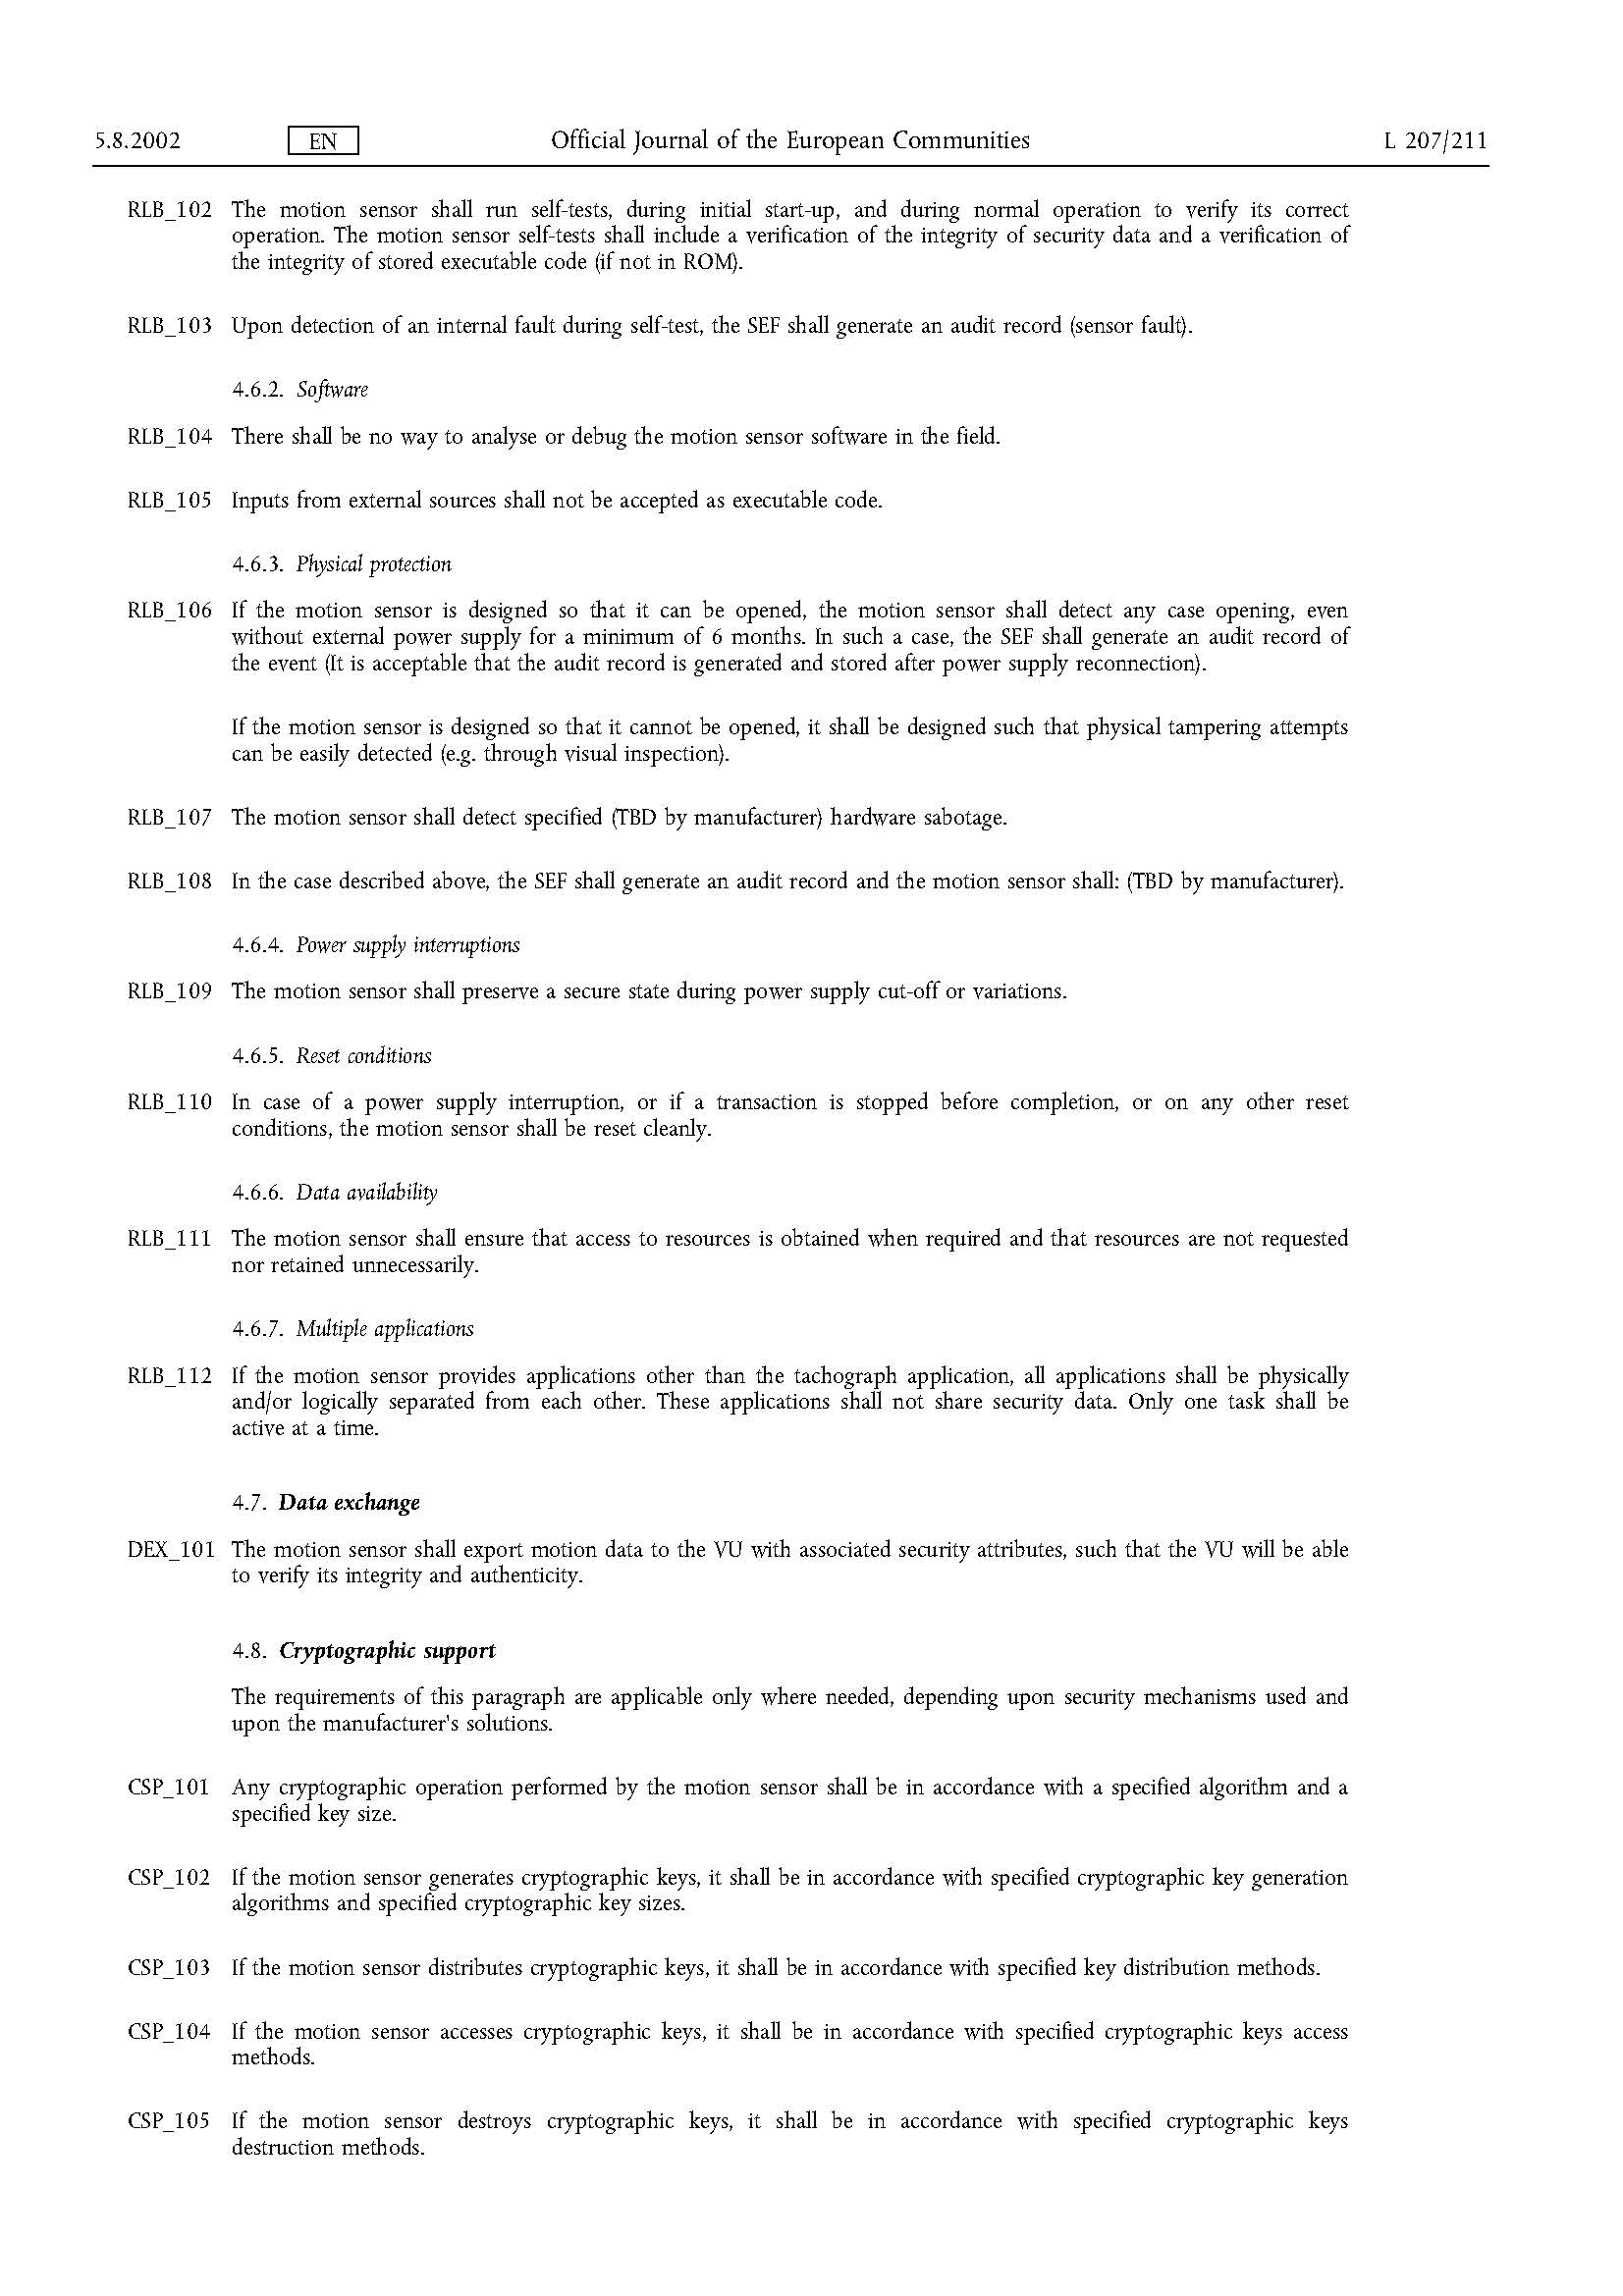 5.8.2002 EN Official Journal of the European Communities L 207/211
RLB_102 The motion sensor shall run self-tests, during initial start-up, and during normal operation to verify its correct
operation. The motion sensor self-tests shall include a verification of the integrity of security data and a verification of
the integrity of stored executable code (if not in ROM).
RLB_103 Upon detection of an internal fault during self-test, the SEF shall generate an audit record (sensor fault).
4.6.2. Software
RLB_104 There shall be no way to analyse or debug the motion sensor software in the field.
RLB_105 Inputs from external sources shall not be accepted as executable code.
4.6.3. Physical protection
RLB_106 If the motion sensor is designed so that it can be opened, the motion sensor shall detect any case opening, even
without external power supply for a minimum of 6 months. In such a case, the SEF shall generate an audit record of
the event (It is acceptable that the audit record is generated and stored after power supply reconnection).
If the motion sensor is designed so that it cannot be opened, it shall be designed such that physical tampering attempts
can be easily detected (e.g. through visual inspection).
RLB_107 The motion sensor shall detect specified (TBD by manufacturer) hardware sabotage.
RLB_108 In the case described above, the SEF shall generate an audit record and the motion sensor shall: (TBD by manufacturer).
4.6.4. Power supply interruptions
RLB_109 The motion sensor shall preserve a secure state during power supply cut-off or variations.
4.6.5. Reset conditions
RLB_110 In case of a power supply interruption, or if a transaction is stopped before completion, or on any other reset
conditions, the motion sensor shall be reset cleanly.
4.6.6. Data availability
RLB_111 The motion sensor shall ensure that access to resources is obtained when required and that resources are not requested
nor retained unnecessarily.
4.6.7. Multiple applications
RLB_112 If the motion sensor provides applications other than the tachograph application, all applications shall be physically
and/or logically separated from each other. These applications shall not share security data. Only one task shall be
active at a time.
4.7. Data exchange
DEX_101 The motion sensor shall export motion data to the VU with associated security attributes, such that the VU will be able
to verify its integrity and authenticity.
4.8. Cryptographic support
The requirements of this paragraph are applicable only where needed, depending upon security mechanisms used and
upon the manufacturer's solutions.
CSP_101 Any cryptographic operation performed by the motion sensor shall be in accordance with a specified algorithm and a
specified key size.
CSP_102 If the motion sensor generates cryptographic keys, it shall be in accordance with specified cryptographic key generation
algorithms and specified cryptographic key sizes.
CSP_103 If the motion sensor distributes cryptographic keys, it shall be in accordance with specified key distribution methods.
CSP_104 If the motion sensor accesses cryptographic keys, it shall be in accordance with specified cryptographic keys access
methods.
CSP_105 If the motion sensor destroys cryptographic keys, it shall be in accordance with specified cryptographic keys
destruction methods.